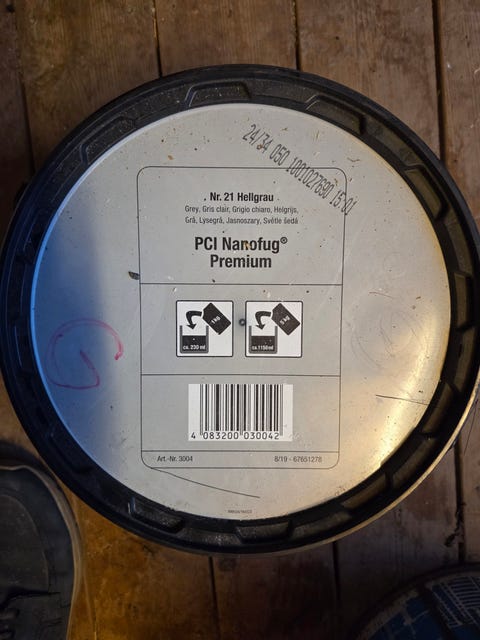 24/34 050 1001027690 15:01
Nr. 21 Hellgrau
Grey, Gris clair, Grigio chiaro, Helgrijs,
Grå, Lysegrå, Jasnoszary, Světle šedá
PCI Nanofug®
Premium
1 kg
ca. 230 ml
5 kg
ca. 1150 ml
4 083200 030042
Art.-Nr. 3004
8/19 - 67651278